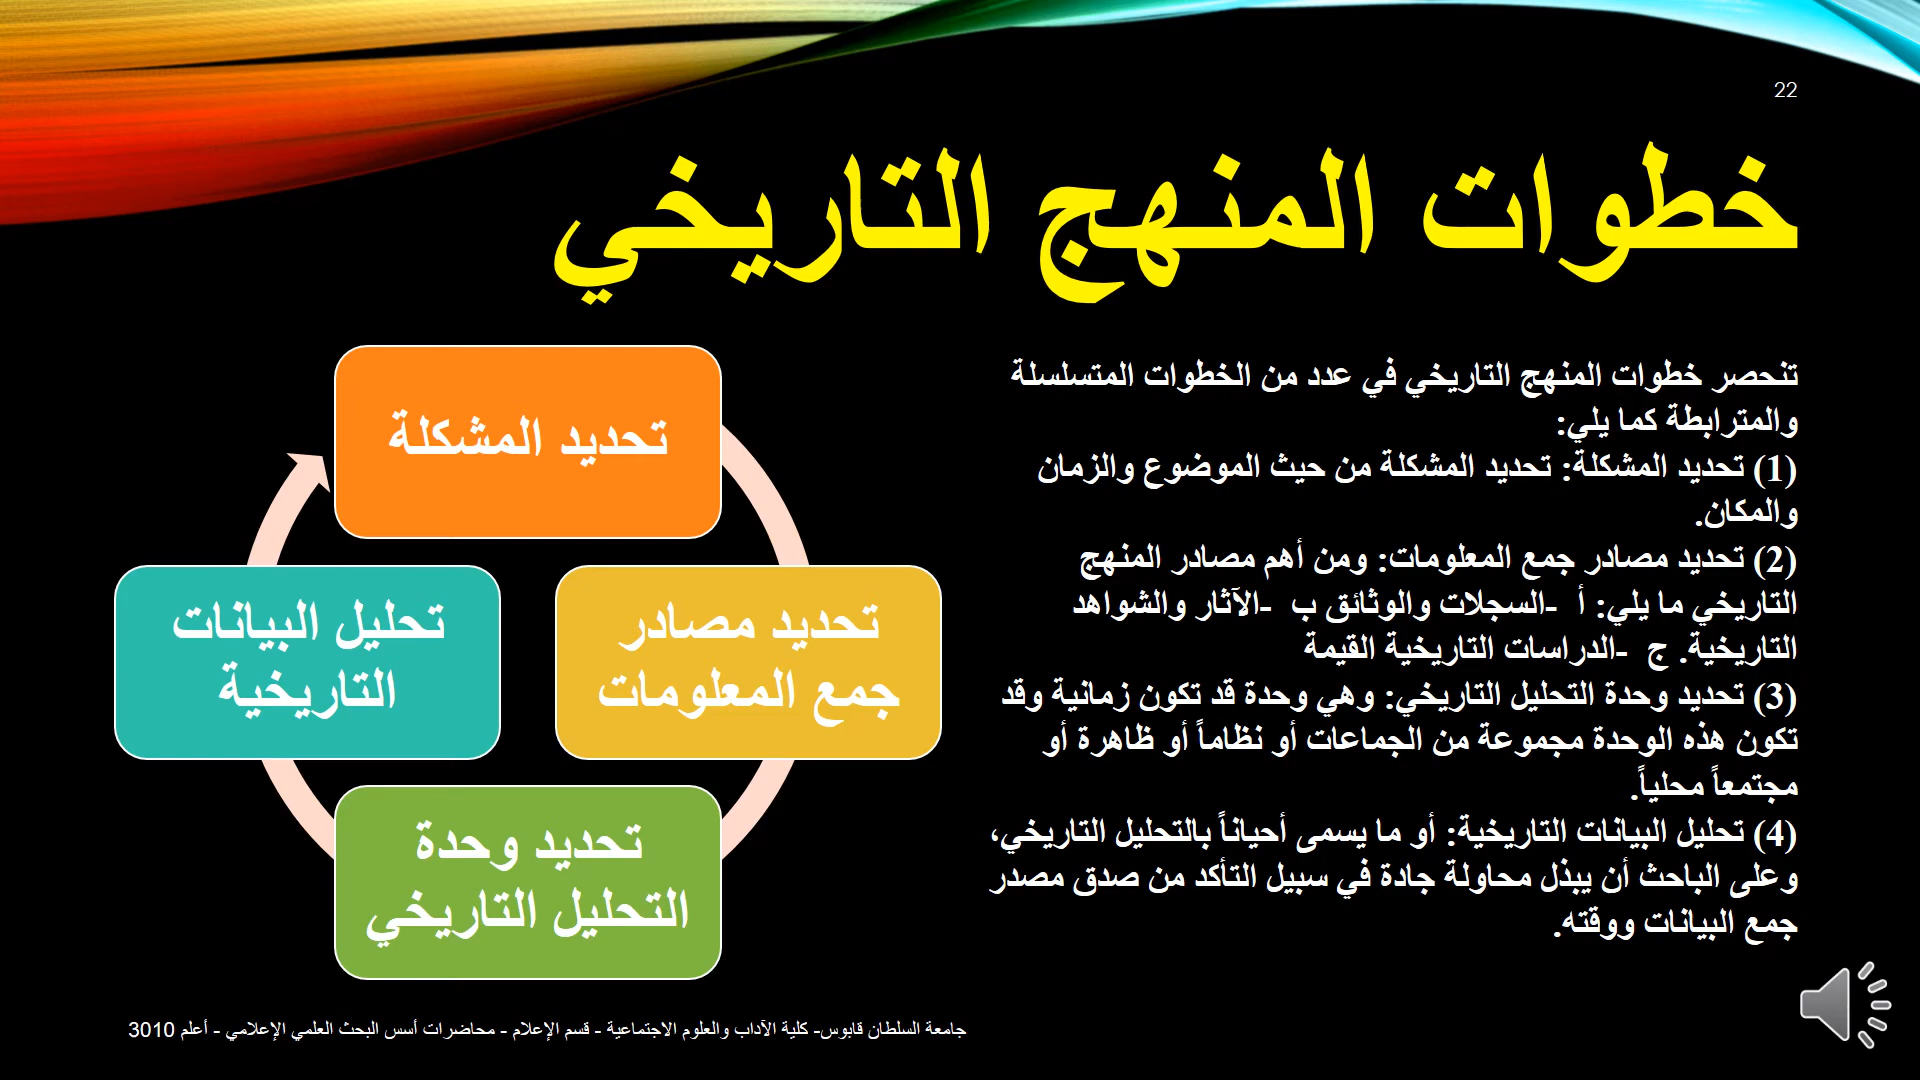 22
خطوات المنهج التاريخي
تنحصر خطوات المنهج التاريخي في عدد من الخطوات المتسلسلة
والمترابطة كما يلي:
(1) تحديد المشكلة: تحديد المشكلة من حيث الموضوع والزمان
والمكان.
(2) تحديد مصادر جمع المعلومات: ومن أهم مصادر المنهج
التاريخي ما يلي: أ -السجلات والوثائق ب -الآثار والشواهد
التاريخية. ج -الدراسات التاريخية القيمة
(3) تحديد وحدة التحليل التاريخي: وهي وحدة قد تكون زمانية وقد
تكون هذه الوحدة مجموعة من الجماعات أو نظاماً أو ظاهرة أو
مجتمعاً محلياً.
(4) تحليل البيانات التاريخية: أو ما يسمى أحياناً بالتحليل التاريخي،
وعلى الباحث أن يبذل محاولة جادة في سبيل التأكد من صدق مصدر
جمع البيانات ووقته.
تحديد المشكلة
تحديد مصادر
جمع المعلومات
تحديد وحدة
التحليل التاريخي
تحليل البيانات
التاريخية
جامعة السلطان قابوس- كلية الآداب والعلوم الاجتماعية - قسم الإعلام - محاضرات أسس البحث العلمي الإعلامي - أعلم 3010